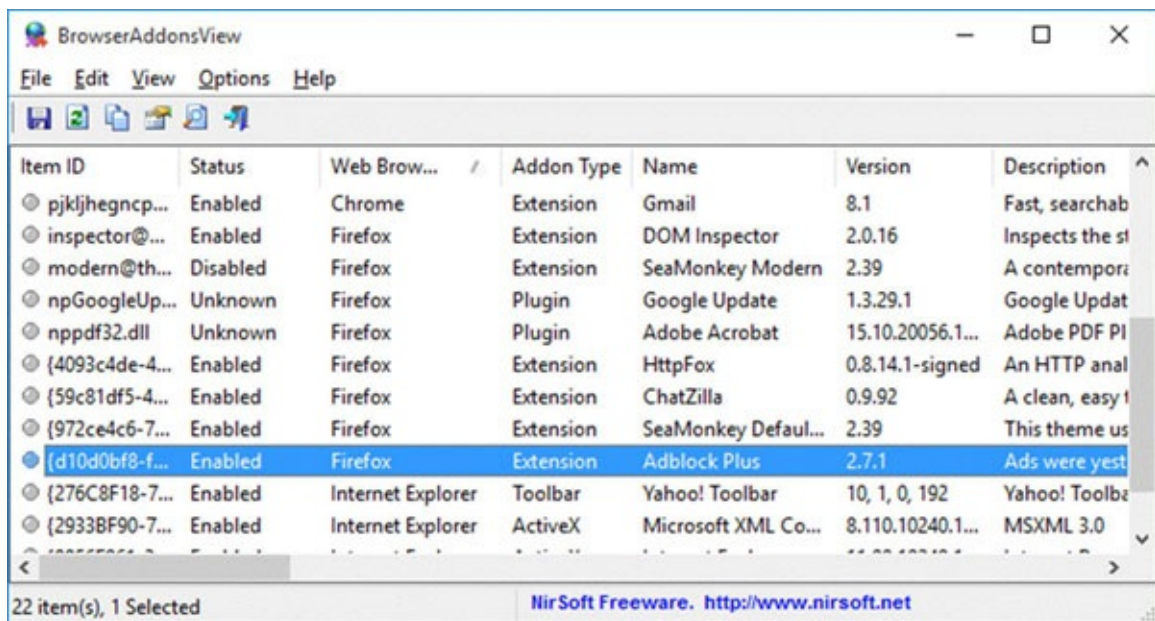 BrowserAddonsView
File Edit View Options Help
Item ID Status Web Brow... Addon Type Name Version Description
pjkljhegncp... Enabled Chrome Extension Gmail 8.1 Fast, searchab
inspector@... Enabled Firefox Extension DOM Inspector 2.0.16 Inspects the st
modern@th... Disabled Firefox Extension SeaMonkey Modern 2.39 A contempora
npGoogleUp... Unknown Firefox Plugin Google Update 1.3.29.1 Google Updat
nppdf32.dll Unknown Firefox Plugin Adobe Acrobat 15.10.20056.1... Adobe PDF Pl
{4093c4de-4... Enabled Firefox Extension HttpFox 0.8.14.1-signed An HTTP anal
{59c81df5-4... Enabled Firefox Extension ChatZilla 0.9.92 A clean, easy t
{972ce4c6-7... Enabled Firefox Extension SeaMonkey Defaul... 2.39 This theme us
{d10d0bf8-f... Enabled Firefox Extension Adblock Plus 2.7.1 Ads were yest
{276C8F18-7... Enabled Internet Explorer Toolbar Yahoo! Toolbar 10, 1, 0, 192 Yahoo! Toolba
{2933BF90-7... Enabled Internet Explorer ActiveX Microsoft XML Co... 8.110.10240.1... MSXML 3.0
22 item(s), 1 Selected NirSoft Freeware. http://www.nirsoft.net